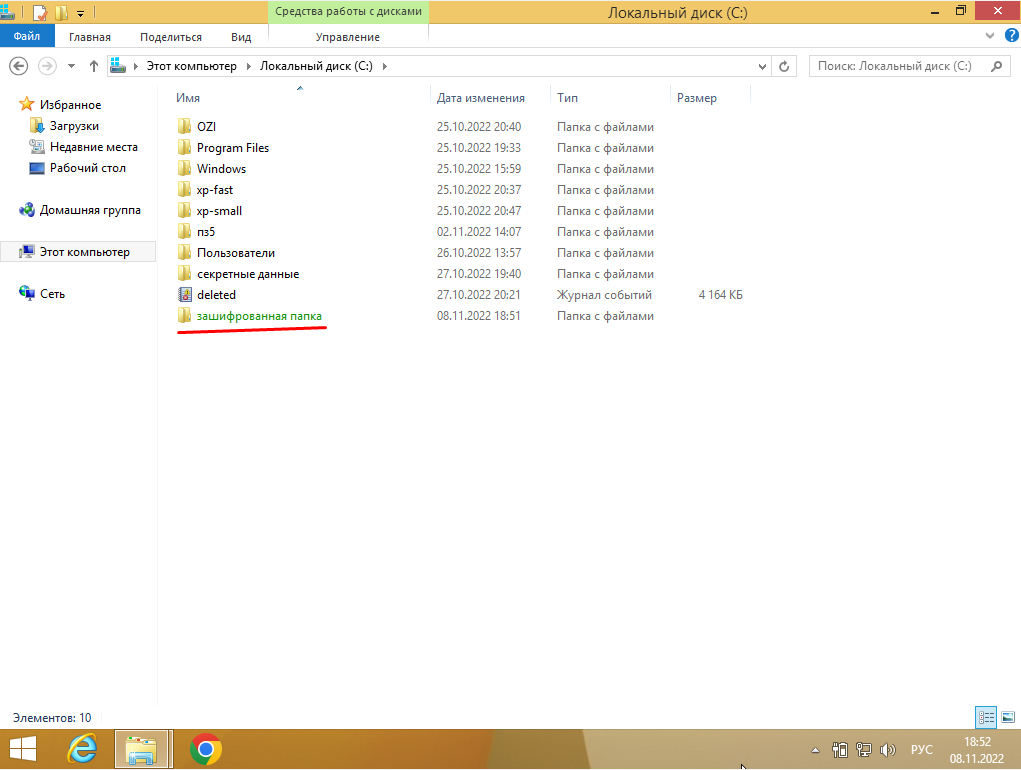 Средства работы с дисками
Локальный диск (C:)
Файл Главная Поделиться Вид Управление
Этот компьютер Локальный диск (C:) Поиск: Локальный диск (C:)
Имя Дата изменения Тип Размер
Избранное
Загрузки
Недавние места
Рабочий стол
Домашняя группа
Этот компьютер
Сеть
OZI 25.10.2022 20:40 Папка с файлами
Program Files 25.10.2022 19:33 Папка с файлами
Windows 25.10.2022 15:59 Папка с файлами
xp-fast 25.10.2022 20:37 Папка с файлами
xp-small 25.10.2022 20:47 Папка с файлами
пз5 02.11.2022 14:07 Папка с файлами
Пользователи 26.10.2022 13:57 Папка с файлами
секретные данные 27.10.2022 19:40 Папка с файлами
deleted 27.10.2022 20:21 Журнал событий 4 164 КБ
зашифрованная папка 08.11.2022 18:51 Папка с файлами
Элементов: 10
РУС
18:52
08.11.2022